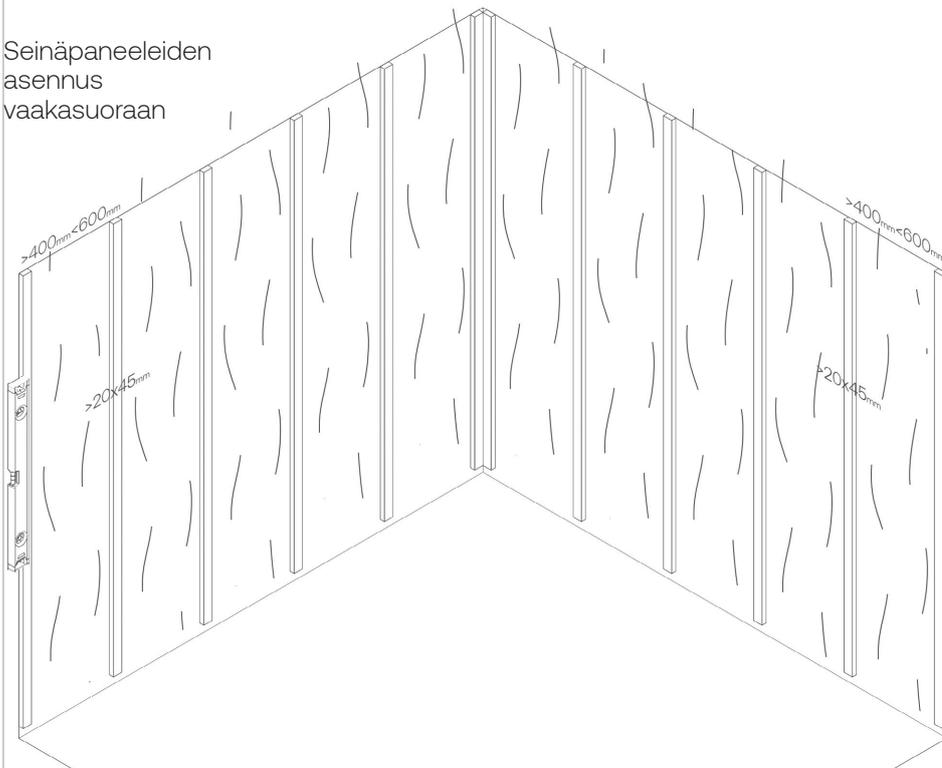 Seinäpaneeleiden
asennus
vaakasuoraan
>400mm<600mm
>400mm<600mm
>20x45mm
>20x45mm